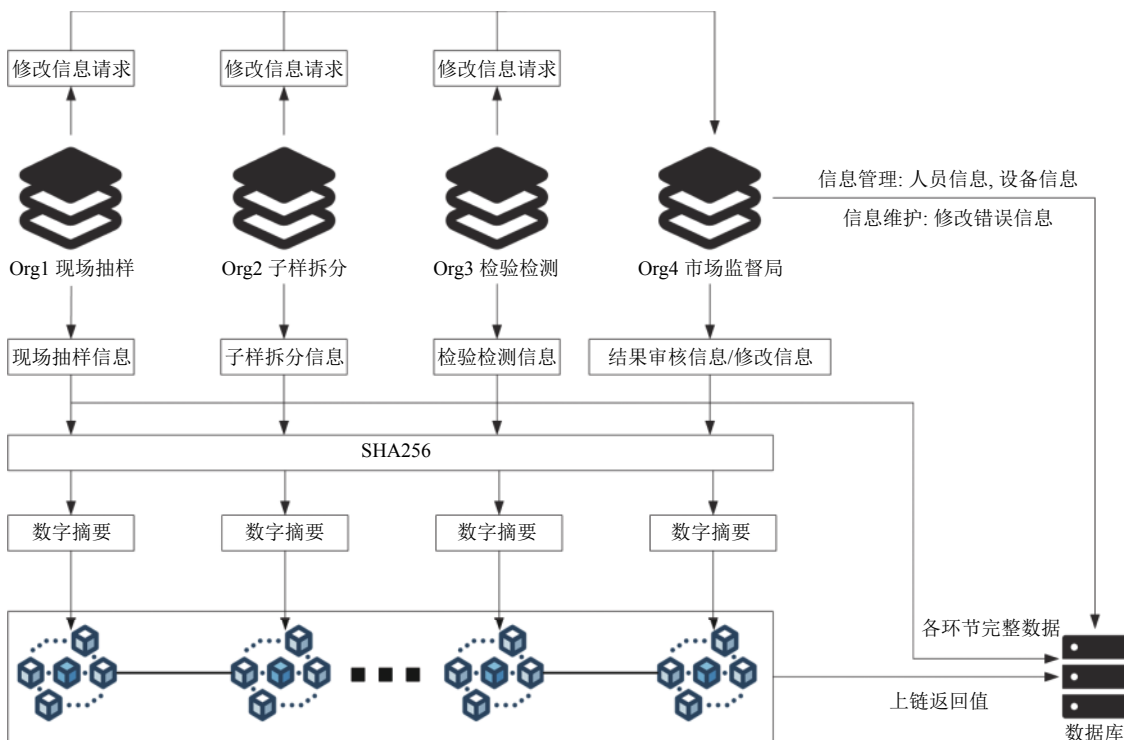 修改信息请求
修改信息请求
修改信息请求
信息管理: 人员信息, 设备信息
信息维护: 修改错误信息
Org1 现场抽样
Org2 子样拆分
Org3 检验检测
Org4 市场监督局
现场抽样信息
子样拆分信息
检验检测信息
结果审核信息/修改信息
SHA256
数字摘要
数字摘要
数字摘要
数字摘要
各环节完整数据
上链返回值
数据库